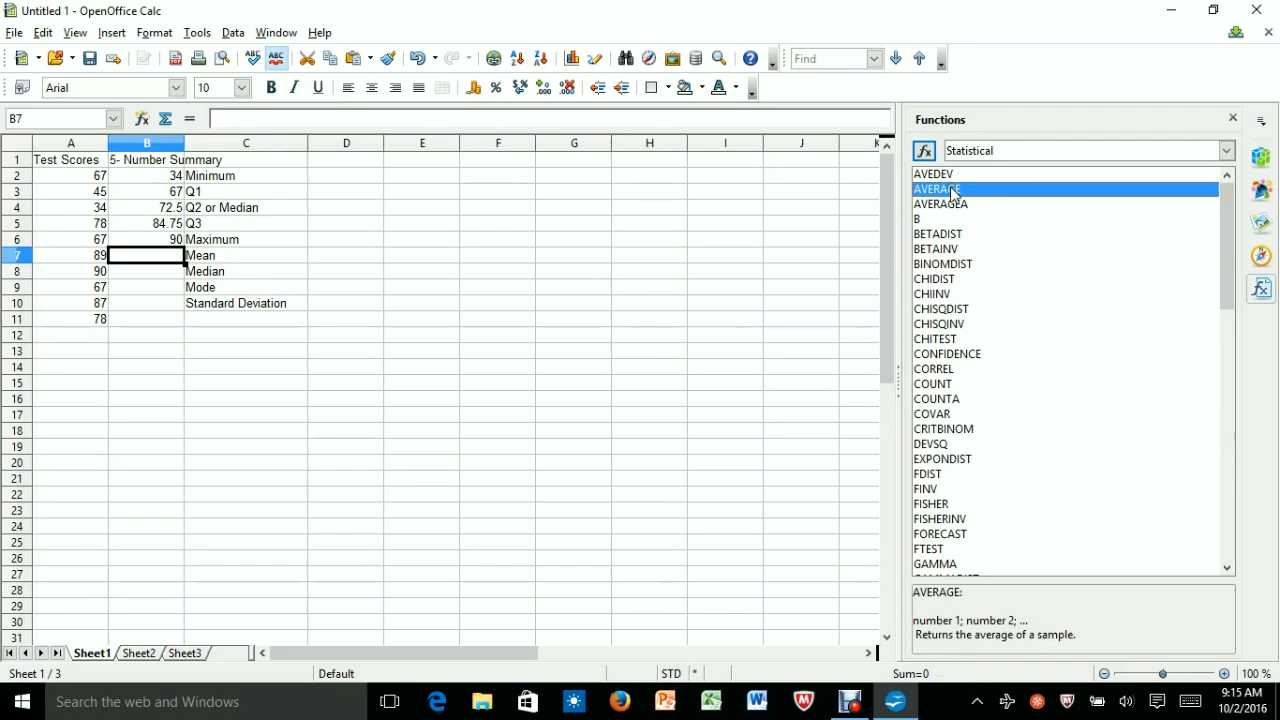 Untitled 1 - OpenOffice Calc
File Edit View Insert Format Tools Data Window Help
Find
Arial 10
B7
A B C D E F G H I J K
1 Test Scores 5- Number Summary
2 67 34 Minimum
3 45 67 Q1
4 34 72.5 Q2 or Median
5 78 84.75 Q3
6 67 90 Maximum
7 89 Mean
8 90 Median
9 67 Mode
10 87 Standard Deviation
11 78
12
13
14
15
16
17
18
19
20
21
22
23
24
25
26
27
28
29
30
31
Sheet1 Sheet2 Sheet3
Sheet 1 / 3 Default STD * Sum=0 100 %
Functions
Statistical
AVEDEV
AVERAGE
AVERAGEA
B
BETADIST
BETAINV
BINOMDIST
CHIDIST
CHIINV
CHISQDIST
CHISQINV
CHITEST
CONFIDENCE
CORREL
COUNT
COUNTA
COVAR
CRITBINOM
DEVSQ
EXPONDIST
FDIST
FINV
FISHER
FISHERINV
FORECAST
FTEST
GAMMA
AVERAGE:
number 1; number 2; ...
Returns the average of a sample.
Search the web and Windows
9:15 AM
10/2/2016